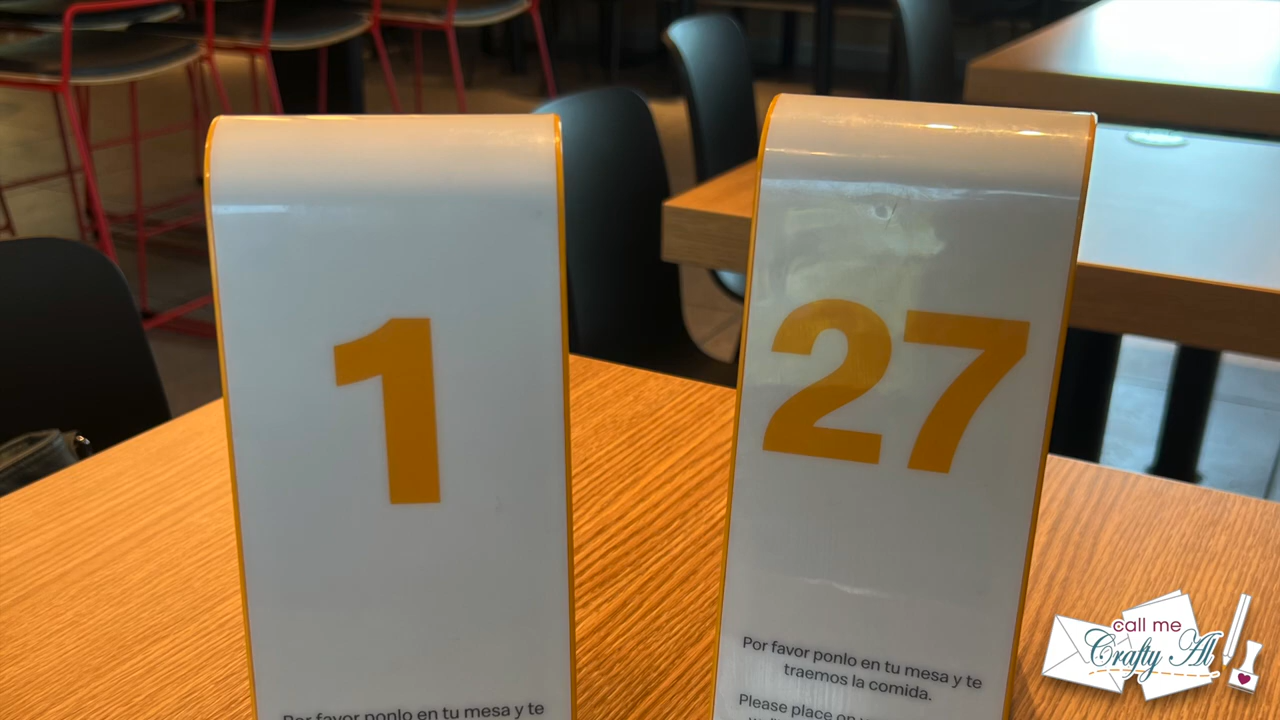 1
Por favor ponlo en tu mesa y te
27
Por favor ponlo en tu mesa y te
traemos la comida.
Please place on
call me
Crafty Al